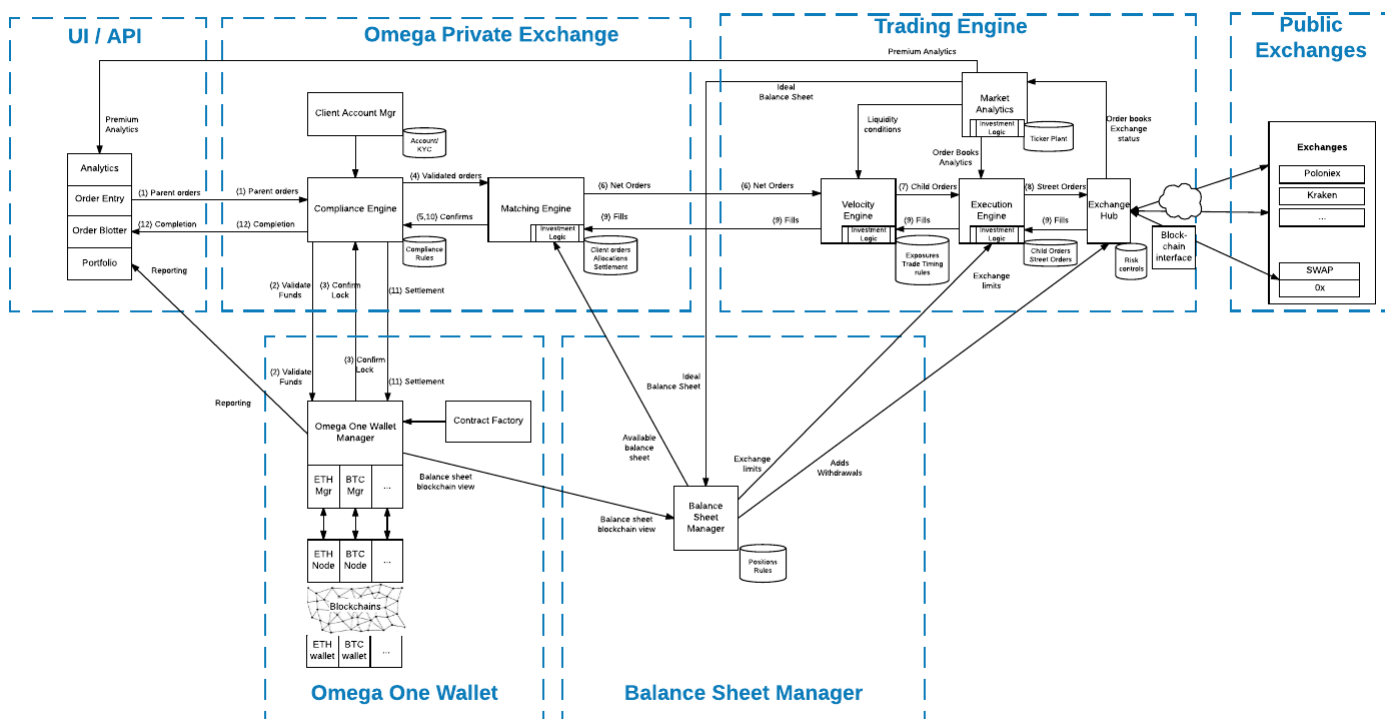 UI / API
Omega Private Exchange
Trading Engine
Public
Exchanges
Premium Analytics
Premium
Analytics
Analytics
Order Entry
Order Blotter
Portfolio
(1) Parent orders
(12) Completion
Reporting
Client Account Mgr
Account/
KYC
(1) Parent orders
(12) Completion
Compliance Engine
Compliance
Rules
(4) Validated orders
(5,10) Confirms
Matching Engine
Investment
Logic
Client orders
Allocations
Settlement
(6) Net Orders
(9) Fills
(2) Validate
Funds
(3) Confirm
Lock
(11) Settlement
Ideal
Balance Sheet
Liquidity
conditions
Market
Analytics
Investment
Logic
Ticker Plant
Order books
Exchange
status
Order Books
Analytics
(6) Net Orders
(9) Fills
Velocity
Engine
Investment
Logic
Exposures
Trade Timing
rules
(7) Child Orders
(9) Fills
Execution
Engine
Investment
Logic
Child Orders
Street Orders
(8) Street Orders
(9) Fills
Exchange
Hub
Risk
controls
Exchange
limits
Block-
chain
interface
Exchanges
Poloniex
Kraken
...
SWAP
0x
(2) Validate
Funds
(3) Confirm
Lock
(11) Settlement
Reporting
Omega One Wallet
Manager
Contract Factory
ETH
Mgr
BTC
Mgr
...
ETH
Node
BTC
Node
...
Blockchains
ETH
wallet
BTC
wallet
...
Balance sheet
blockchain view
Omega One Wallet
Ideal
Balance Sheet
Available
balance
sheet
Exchange
limits
Adds
Withdrawals
Balance sheet
blockchain view
Balance
Sheet
Manager
Positions
Rules
Balance Sheet Manager